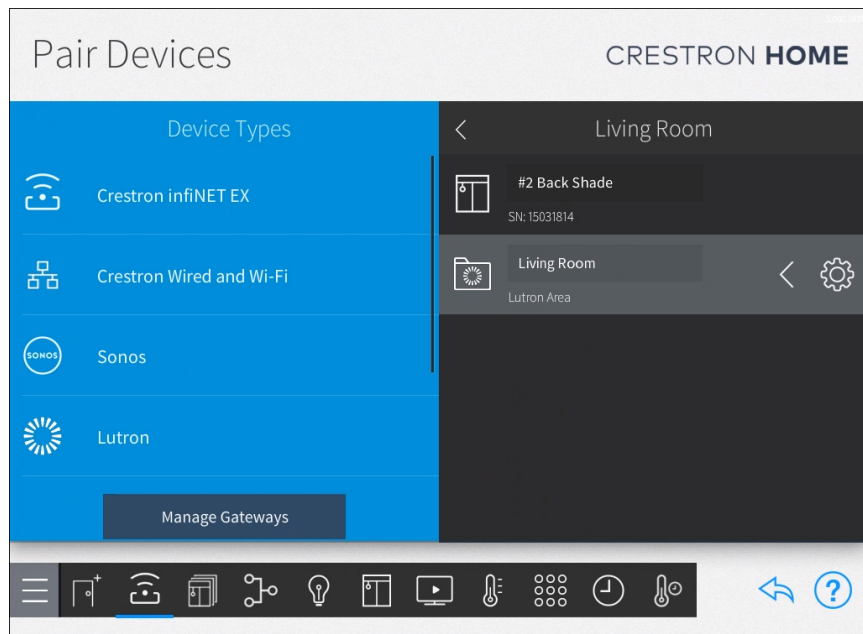 Pair Devices
CRESTRON HOME
Device Types
Crestron infiNET EX
Crestron Wired and Wi-Fi
SONOS
Sonos
Lutron
Manage Gateways
Living Room
#2 Back Shade
SN: 15031814
Living Room
Lutron Area
?